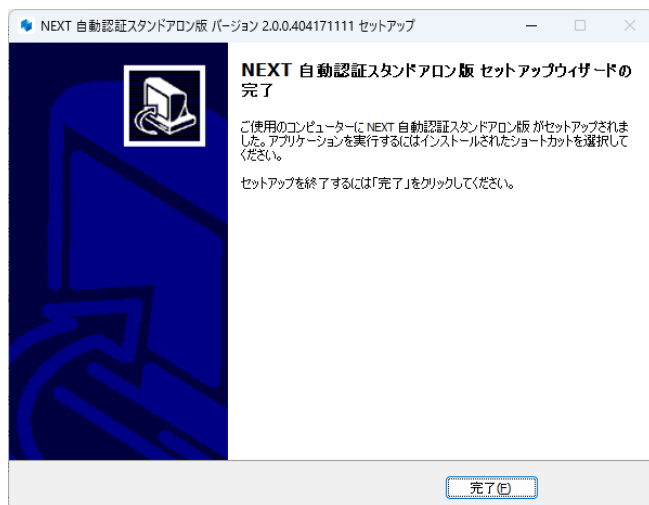 NEXT 自動認証スタンドアロン版 バージョン 2.0.0.404171111 セットアップ
NEXT 自動認証スタンドアロン版 セットアップウィザードの
完了
ご使用のコンピューターに NEXT 自動認証スタンドアロン版 がセットアップされま
した。アプリケーションを実行するにはインストールされたショートカットを選択して
ください。
セットアップを終了するには「完了」をクリックしてください。
完了(F)